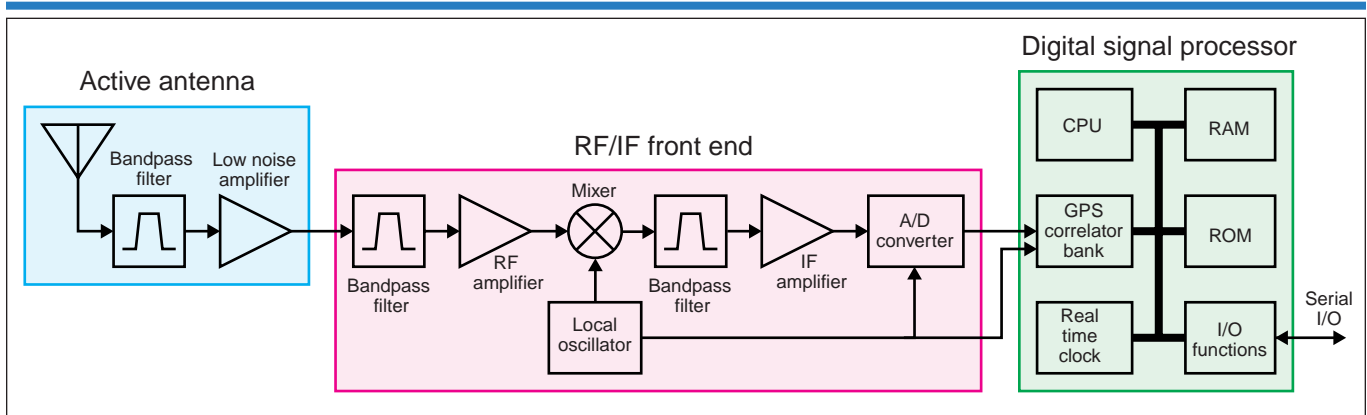 Digital signal processor
Active antenna
CPU
RAM
RF/IF front end
Bandpass
filter
Low noise
amplifier
Mixer
GPS
correlator
bank
ROM
A/D
converter
RF
amplifier
IF
amplifier
Bandpass
filter
Bandpass
filter
Local
oscillator
Real
time
clock
I/O
functions
Serial
I/O